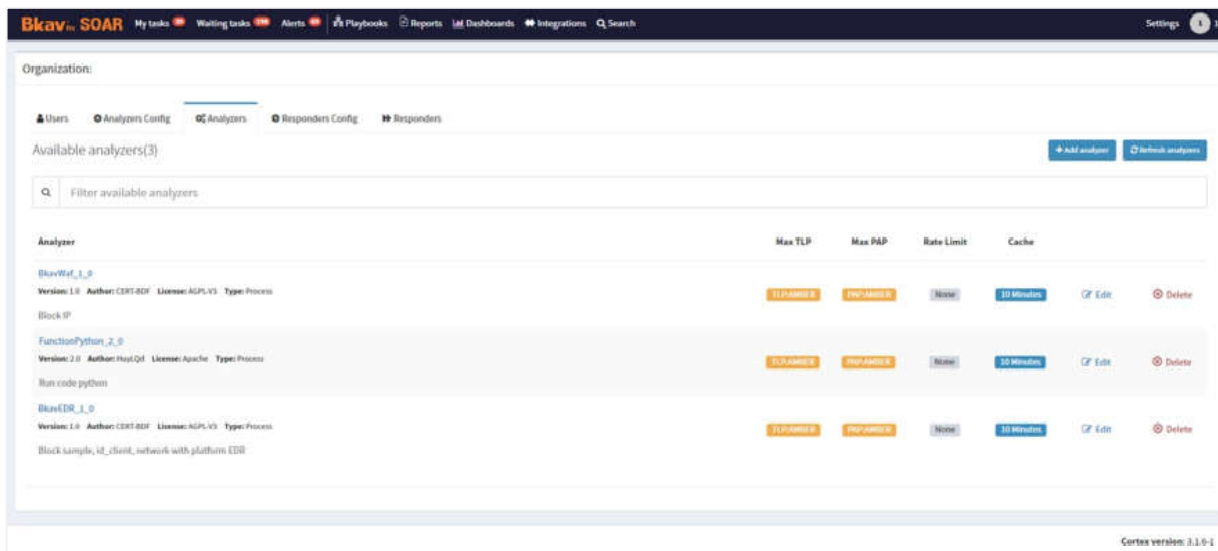 Bkav SOAR My tasks Waiting tasks Alerts Playbooks Reports Dashboards Integrations Search Settings
Organization:
Users Analyzers Config Analyzers Responders Config Responders
Available analyzers(3) + Add analyzer Refresh analyzers
Filter available analyzers
Analyzer Max TLP Max PAP Rate Limit Cache
BkavWaf_1_0
Version: 1.0 Author: CERT-BDF License: AGPL-V3 Type: Process TLP:AMBER PAP:AMBER None 10 Minutes Edit Delete
Block IP
FunctionPython_2_0
Version: 2.0 Author: HuyLQd License: Apache Type: Process TLP:AMBER PAP:AMBER None 10 Minutes Edit Delete
Run code python
BkavEDR_1_0
Version: 1.0 Author: CERT-BDF License: AGPL-V3 Type: Process TLP:AMBER PAP:AMBER None 10 Minutes Edit Delete
Block sample, id_client, network with platform EDR
Cortex version: 3.1.6-1